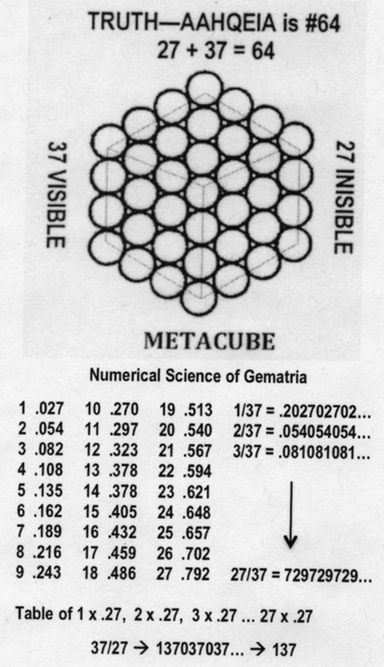 TRUTH—AAHQEIA is #64
27 + 37 = 64
37 VISIBLE
27 INISIBLE
METACUBE
Numerical Science of Gematria
1 .027 10 .270 19 .513 1/37 = .202702702...
2 .054 11 .297 20 .540 2/37 = .054054054...
3 .082 12 .323 21 .567 3/37 = .081081081...
4 .108 13 .378 22 .594
5 .135 14 .378 23 .621
6 .162 15 .405 24 .648
7 .189 16 .432 25 .657
8 .216 17 .459 26 .702
9 .243 18 .486 27 .792 27/37 = 729729729...
Table of 1 x .27, 2 x .27, 3 x .27 ... 27 x .27
37/27 → 137037037... → 137